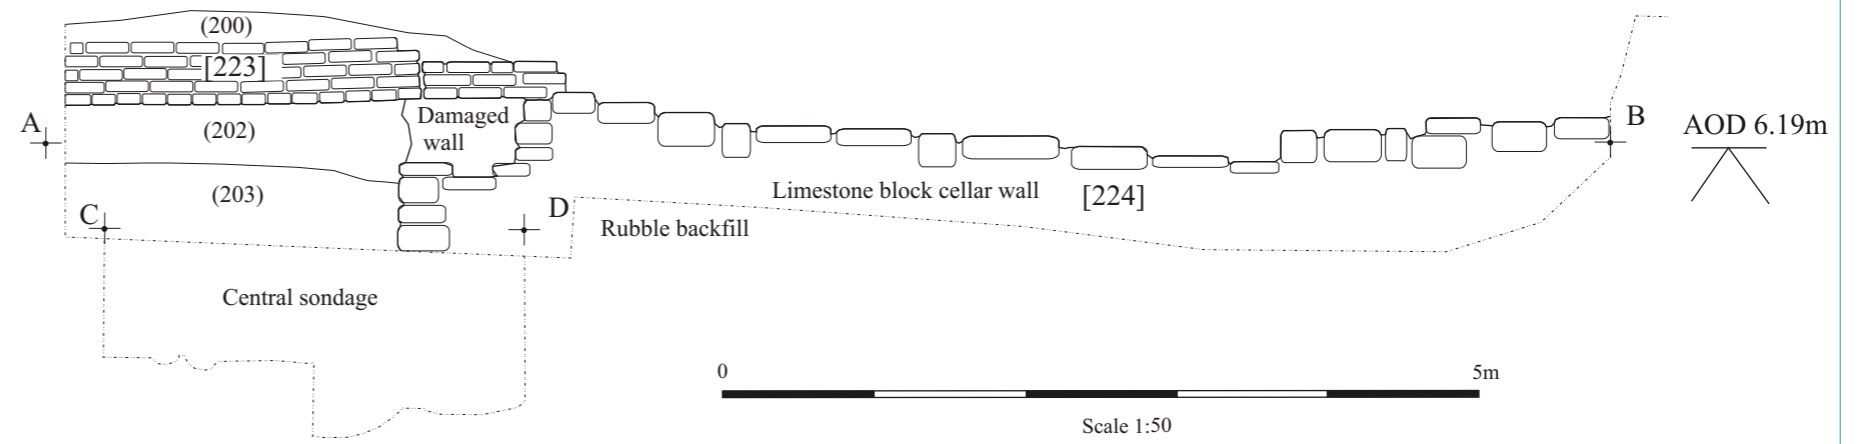 (200)
[223]
A
(202)
Damaged
wall
B
AOD 6.19m
(203)
C
D
Limestone block cellar wall
[224]
Rubble backfill
Central sondage
0
5m
Scale 1:50